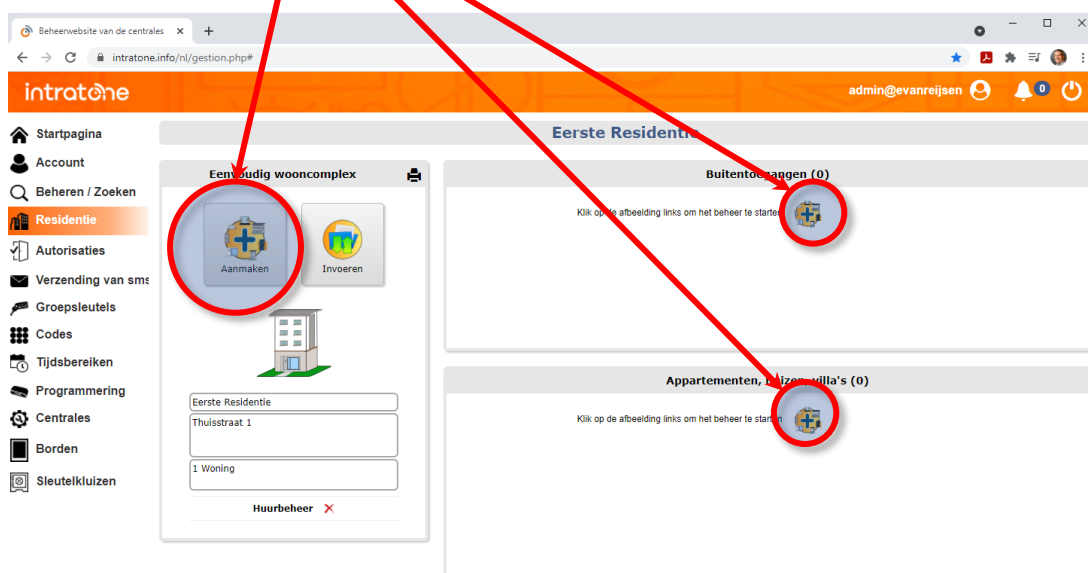 Beheerwebsite van de centrales
intratone.info/nl/gestion.php#
intratone
admin@evanreijsen
0
Startpagina
Account
Beheren / Zoeken
Residentie
Autorisaties
Verzending van sms
Groepsleutels
Codes
Tijdsbereiken
Programmering
Centrales
Borden
Sleutelkluizen
Eerste Residentie
Eenvoudig wooncomplex
Aanmaken
Invoeren
Eerste Residentie
Thuisstraat 1
1 Woning
Huurbeheer
Buitentoegangen (0)
Klik op de afbeelding links om het beheer te starten
Appartementen, huizen, villa's (0)
Klik op de afbeelding links om het beheer te starten